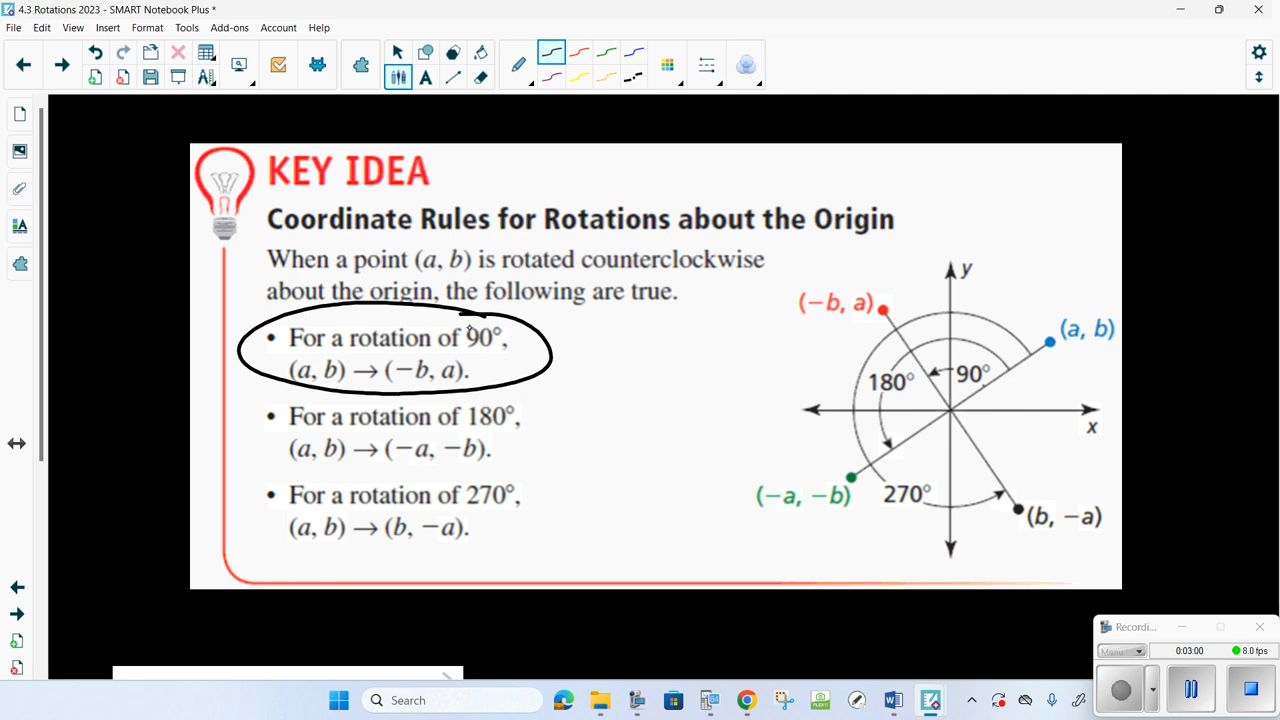 4.3 Rotations 2023 - SMART Notebook Plus *
File Edit View Insert Format Tools Add-ons Account Help
KEY IDEA
Coordinate Rules for Rotations about the Origin
When a point (a, b) is rotated counterclockwise
about the origin, the following are true.
• For a rotation of 90°,
(a, b) → (−b, a).
• For a rotation of 180°,
(a, b) → (−a, −b).
• For a rotation of 270°,
(a, b) → (b, −a).
y
(−b, a)
(a, b)
180°
90°
x
(−a, −b)
270°
(b, −a)
Recordi...
Menu
0:03:00
8.0 fps
Search